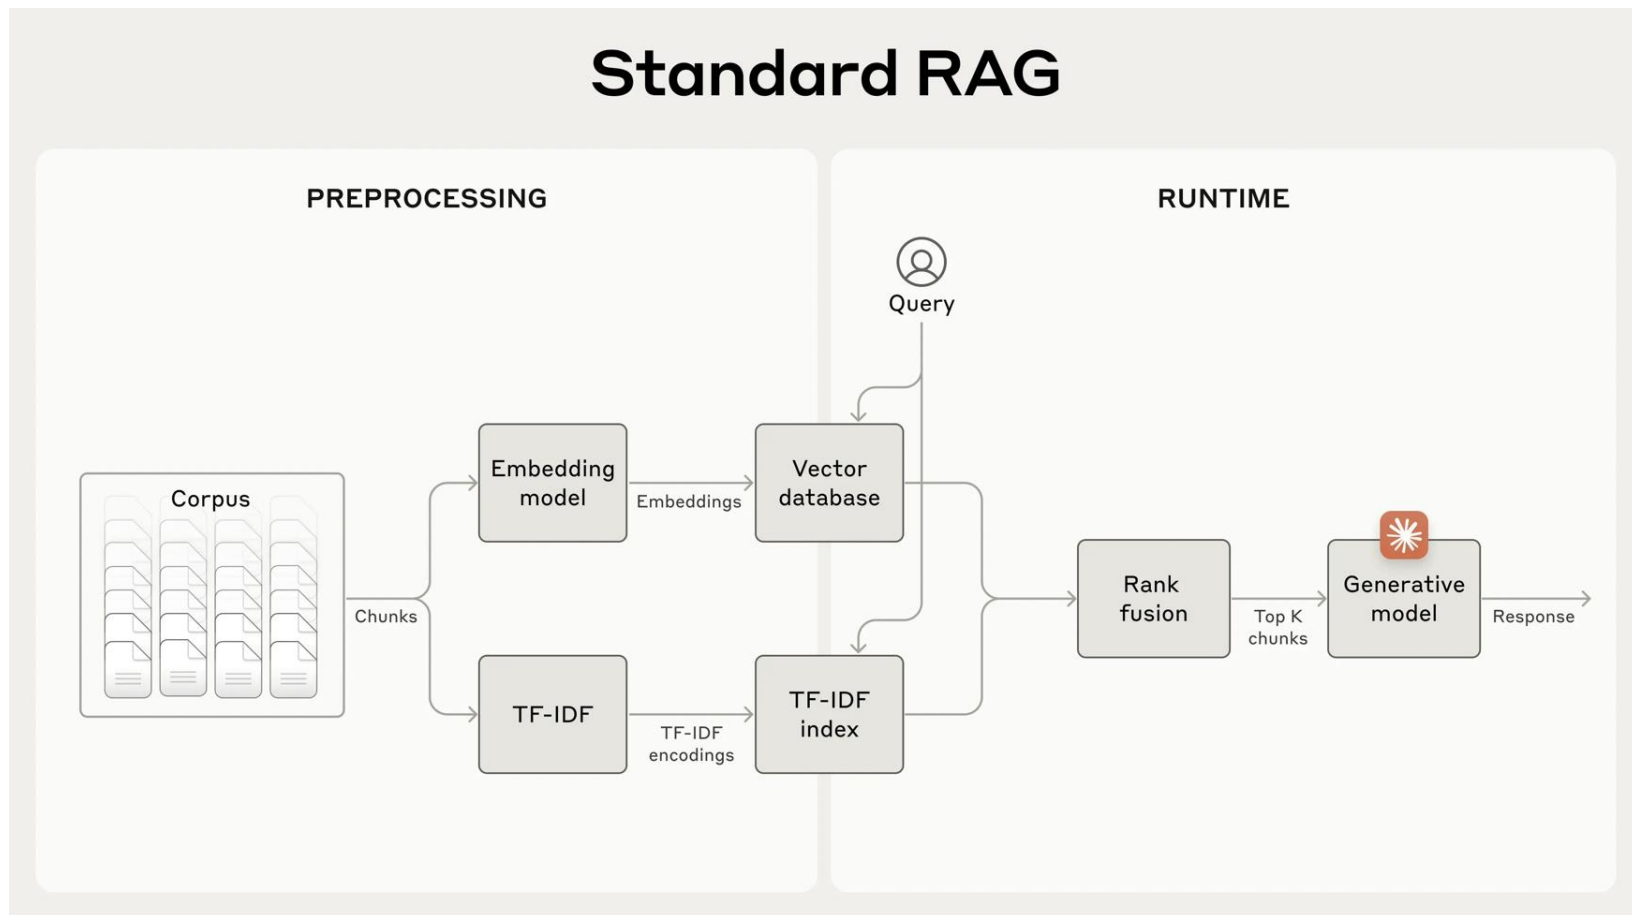 Standard RAG
PREPROCESSING
RUNTIME
Query
Corpus
Chunks
Embedding
model
Embeddings
Vector
database
TF-IDF
TF-IDF
encodings
TF-IDF
index
Rank
fusion
Top K
chunks
Generative
model
Response